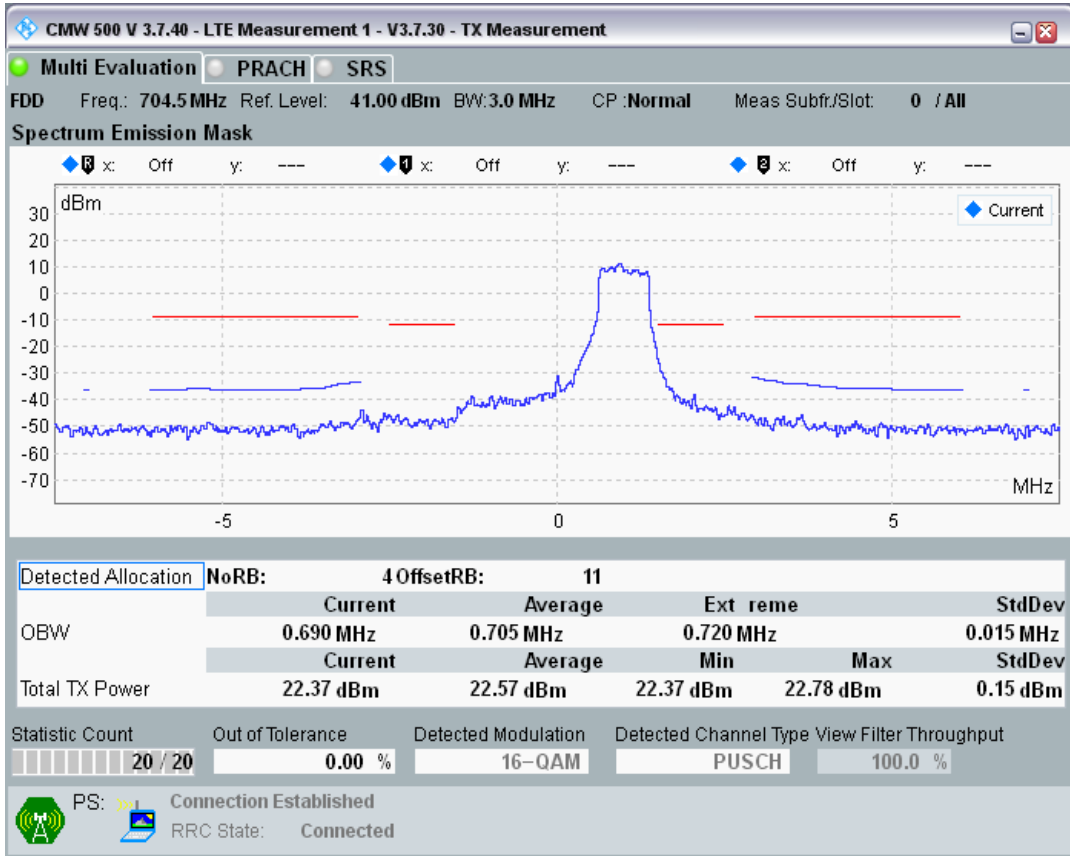 CMW 500 V 3.7.40 - LTE Measurement 1 - V3.7.30 - TX Measurement
Multi Evaluation PRACH SRS
FDD Freq.: 704.5 MHz Ref. Level: 41.00 dBm BW: 3.0 MHz CP :Normal Meas Subfr./Slot: 0 / All
Spectrum Emission Mask
R x: Off y: --- 1 x: Off y: --- 2 x: Off y: ---
dBm
Current
30
20
10
0
-10
-20
-30
-40
-50
-60
-70
MHz
-5 0 5
Detected Allocation NoRB: 4 OffsetRB: 11
Current Average Ext reme StdDev
OBW 0.690 MHz 0.705 MHz 0.720 MHz 0.015 MHz
Current Average Min Max StdDev
Total TX Power 22.37 dBm 22.57 dBm 22.37 dBm 22.78 dBm 0.15 dBm
Statistic Count Out of Tolerance Detected Modulation Detected Channel Type View Filter Throughput
20 / 20 0.00 % 16-QAM PUSCH 100.0 %
PS: Connection Established
RRC State: Connected